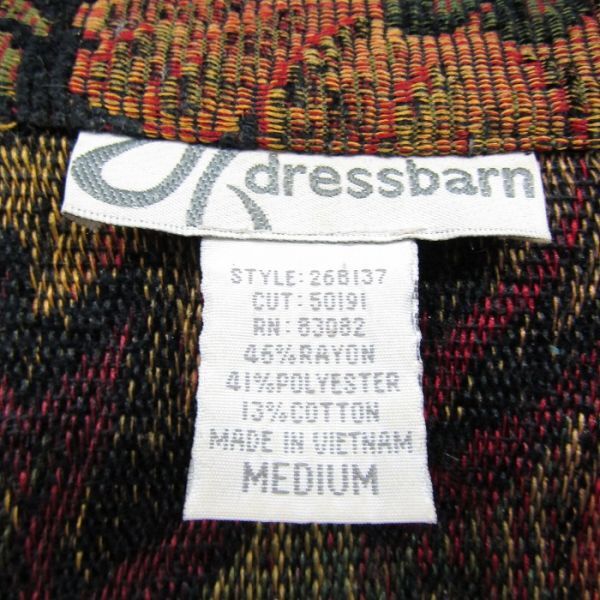 dressbarn
STYLE: 26B137
CUT: 50191
RN: 83082
46%RAYON
41%POLYESTER
13%COTTON
MADE IN VIETNAM
MEDIUM